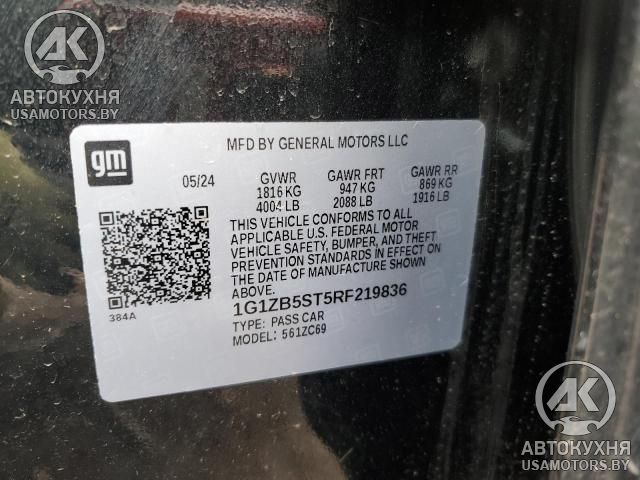 AK
АВТОКУХНЯ
USAMOTORS.BY
gm
MFD BY GENERAL MOTORS LLC
05/24 GVWR GAWR FRT GAWR RR
1816 KG 947 KG 869 KG
4004 LB 2088 LB 1916 LB
THIS VEHICLE CONFORMS TO ALL
APPLICABLE U.S. FEDERAL MOTOR
VEHICLE SAFETY, BUMPER, AND THEFT
PREVENTION STANDARDS IN EFFECT ON
THE DATE OF MANUFACTURE SHOWN
ABOVE.
384A
1G1ZB5ST5RF219836
TYPE: PASS CAR
MODEL: 561ZC69
AK
АВТОКУХНЯ
USAMOTORS.BY